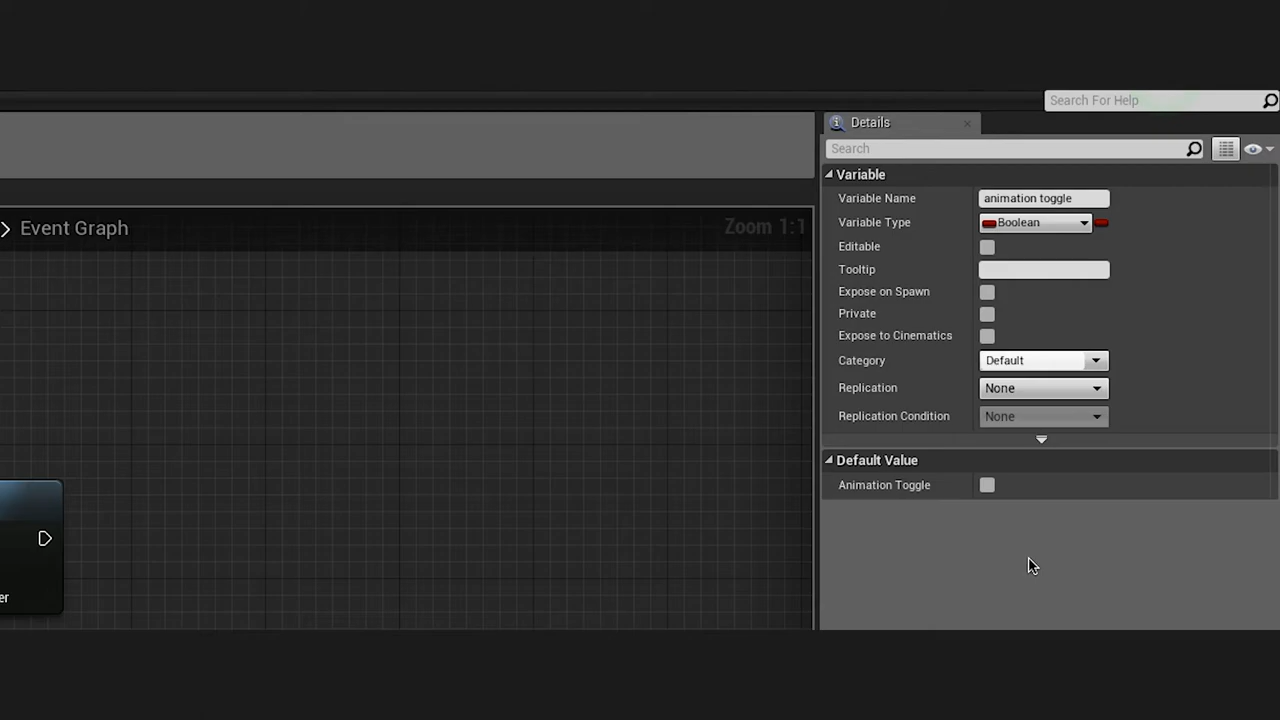 Search For Help
Details
Search
Variable
Variable Name animation toggle
Variable Type Boolean
Editable
Tooltip
Expose on Spawn
Private
Expose to Cinematics
Category Default
Replication None
Replication Condition None
Default Value
Animation Toggle
Event Graph
Zoom 1:1
er